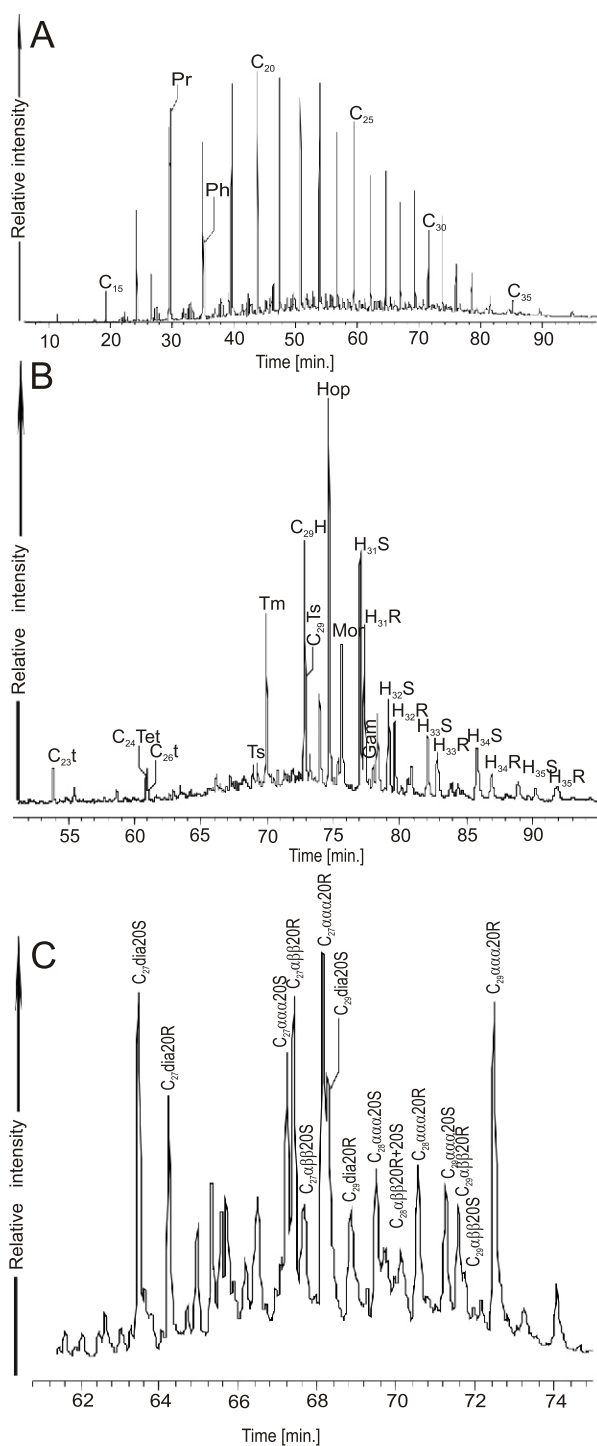 A
Relative intensity
Pr
Ph
C15
C20
C25
C30
C35
10 20 30 40 50 60 70 80 90
Time [min.]
B
Relative intensity
Hop
C29H
C29Ts
H31S
Tm
Mor
H31R
C23t
C24Tet
C26t
Ts
Gam
H32S
H32R
H33S
H33R
H34S
H34R
H35S
H35R
55 60 65 70 75 80 85 90
Time [min.]
C
Relative intensity
C27dia20S
C27dia20R
C27ααα20S
C27αββ20R
C27αββ20S
C27ααα20R
C29dia20S
C29dia20R
C28ααα20S
C28αββ20R+20S
C28ααα20R
C29ααα20S
C29αββ20R
C29αββ20S
C29ααα20R
62 64 66 68 70 72 74
Time [min.]